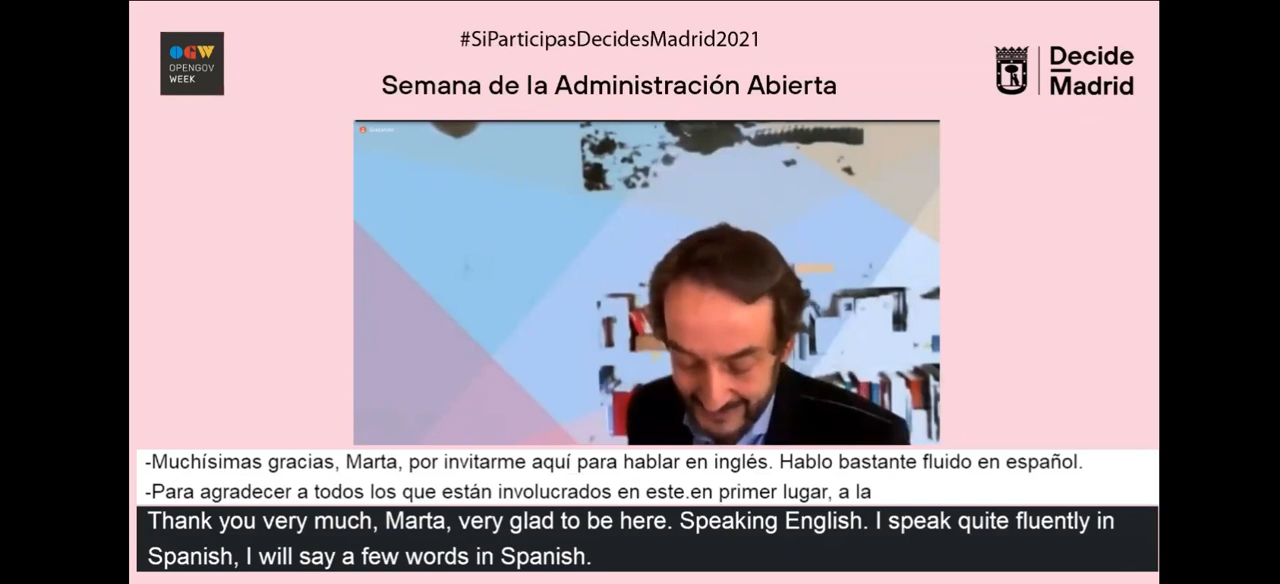 #SiParticipasDecidesMadrid2021
OGW
OPENGOV
WEEK
Semana de la Administración Abierta
Decide
Madrid
-Muchísimas gracias, Marta, por invitarme aquí para hablar en inglés. Hablo bastante fluido en español.
-Para agradecer a todos los que están involucrados en este.en primer lugar, a la
Thank you very much, Marta, very glad to be here. Speaking English. I speak quite fluently in
Spanish, I will say a few words in Spanish.